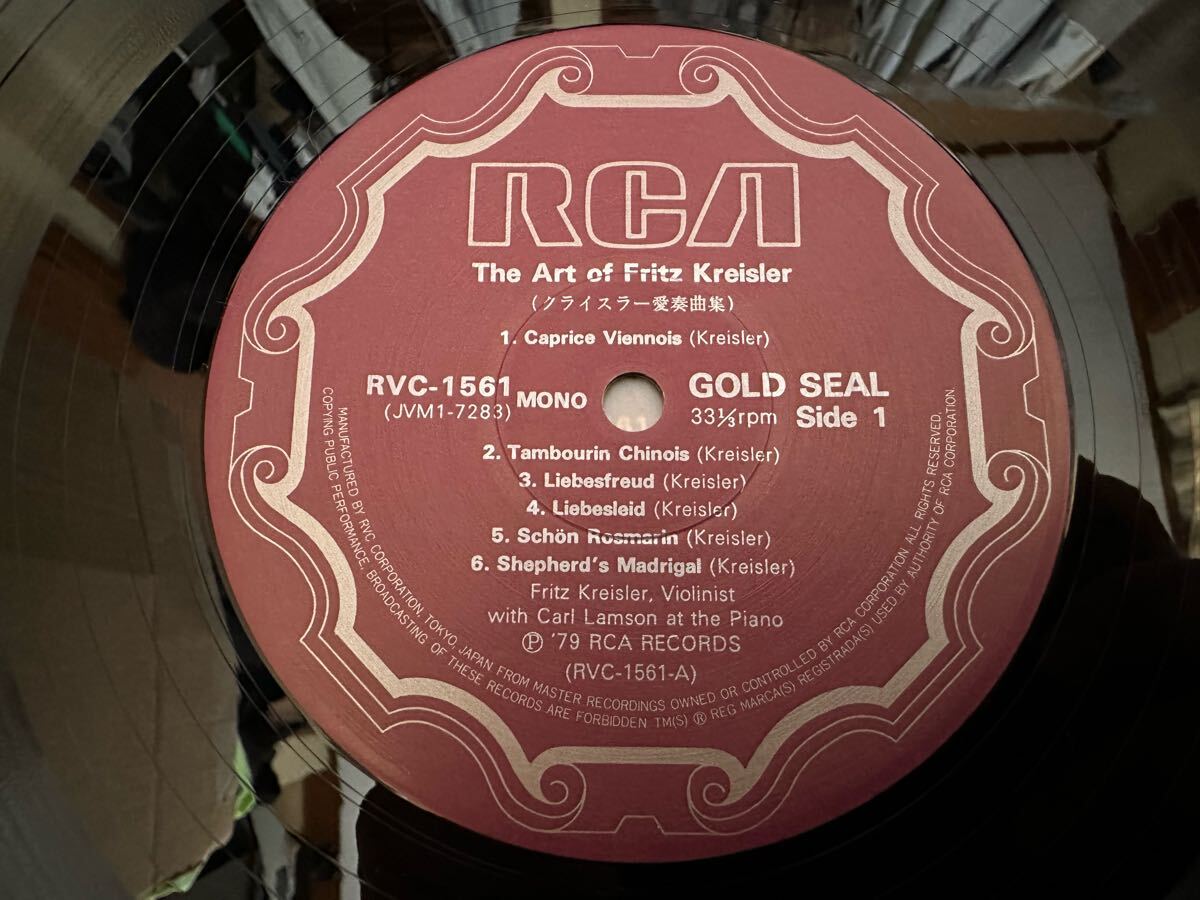 RCA
The Art of Fritz Kreisler
(クライスラー愛奏曲集)
1. Caprice Viennois (Kreisler)
RVC-1561
(JVM1-7283)
MONO
GOLD SEAL
33⅓rpm Side 1
2. Tambourin Chinois (Kreisler)
3. Liebesfreud (Kreisler)
4. Liebesleid (Kreisler)
5. Schön Rosmarin (Kreisler)
6. Shepherd's Madrigal (Kreisler)
Fritz Kreisler, Violinist
with Carl Lamson at the Piano
Ⓟ '79 RCA RECORDS
(RVC-1561-A)
MANUFACTURED BY RVC CORPORATION, TOKYO, JAPAN FROM MASTER RECORDINGS OWNED OR CONTROLLED BY RCA CORPORATION. ALL RIGHTS RESERVED.
COPYING PUBLIC PERFORMANCE, BROADCASTING OF THESE RECORDS ARE FORBIDDEN TM(S) ® REG MARCA(S) REGISTRADA(S) USED BY AUTHORITY OF RCA CORPORATION.